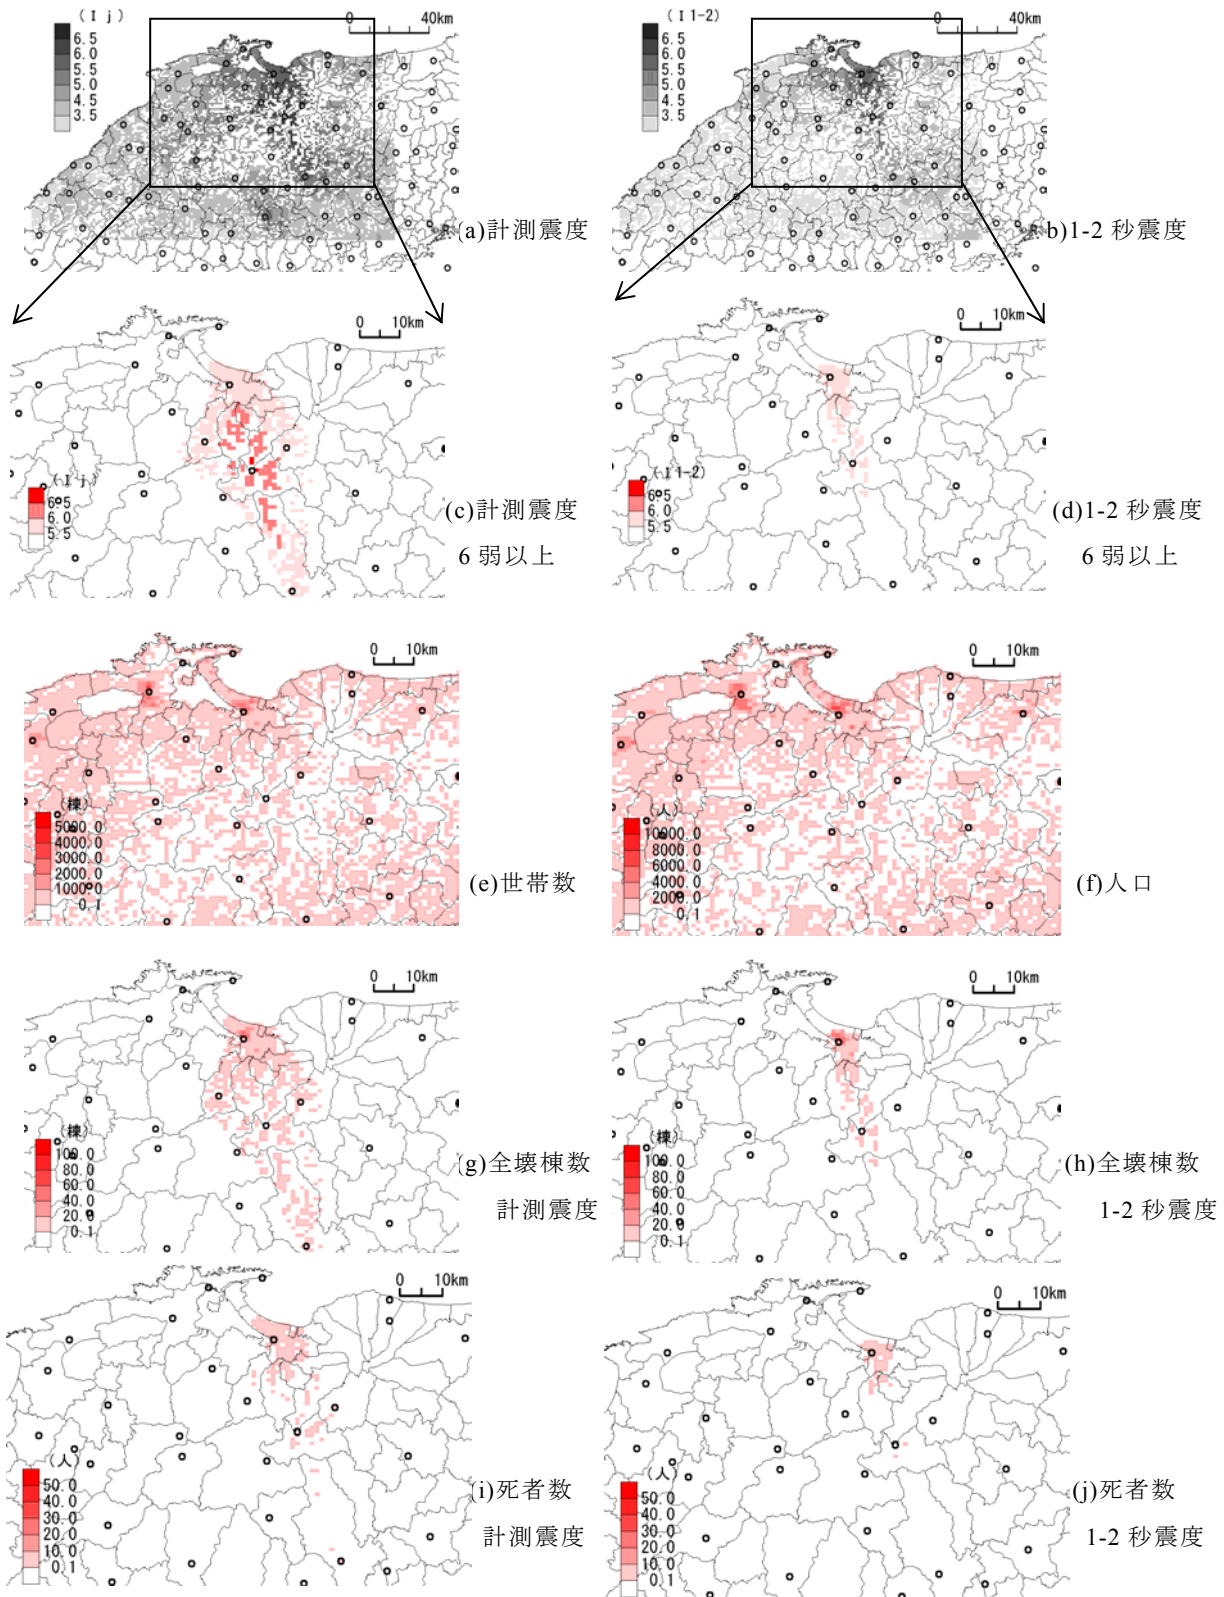 (Ｉｊ)
6.5
6.0
5.5
5.0
4.5
3.5
0 40km
(a)計測震度
(Ｉ1-2)
6.5
6.0
5.5
5.0
4.5
3.5
0 40km
b)1-2 秒震度
0 10km
(Ｉｊ)
6.5
6.0
5.5
(c)計測震度
6 弱以上
0 10km
(Ｉ1-2)
6.5
6.0
5.5
(d)1-2 秒震度
6 弱以上
0 10km
(棟)
5000.0
4000.0
3000.0
2000.0
1000.0
0.1
(e)世帯数
0 10km
(人)
10000.0
8000.0
6000.0
4000.0
2000.0
0.1
(f)人口
0 10km
(棟)
100.0
80.0
60.0
40.0
20.0
0.1
(g)全壊棟数
計測震度
0 10km
(棟)
100.0
80.0
60.0
40.0
20.0
0.1
(h)全壊棟数
1-2 秒震度
0 10km
(人)
50.0
40.0
30.0
20.0
10.0
0.1
(i)死者数
計測震度
0 10km
(人)
50.0
40.0
30.0
20.0
10.0
0.1
(j)死者数
1-2 秒震度